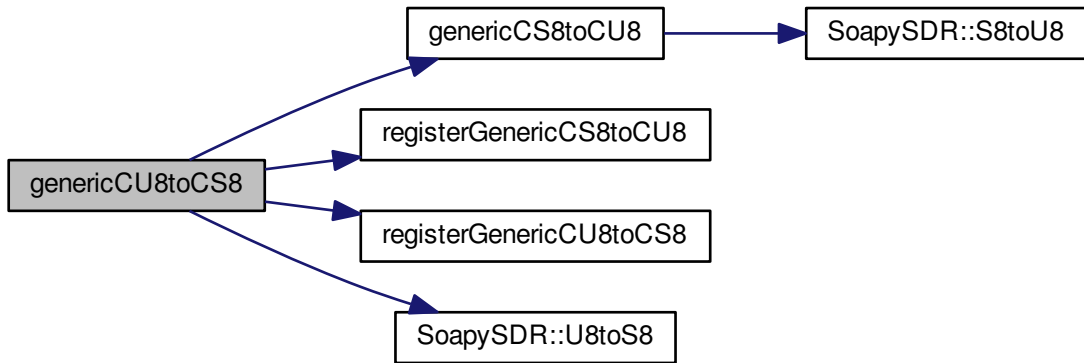 genericCS8toCU8
SoapySDR::S8toU8
registerGenericCS8toCU8
genericCU8toCS8
registerGenericCU8toCS8
SoapySDR::U8toS8